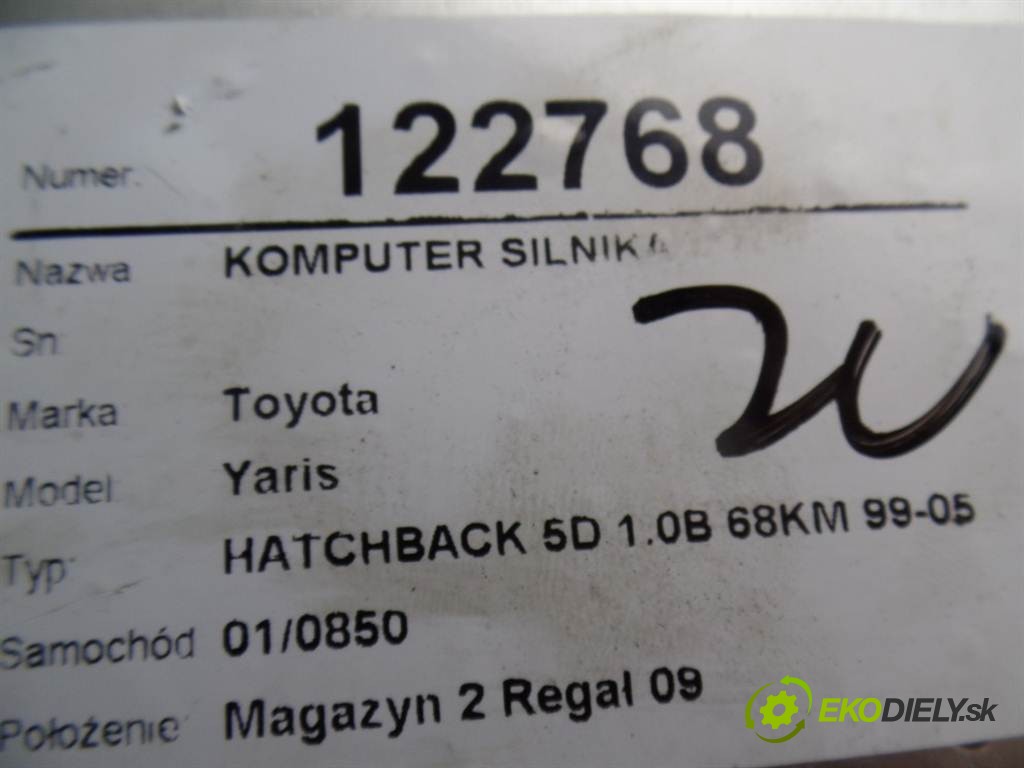 Numer: 122768
Nazwa KOMPUTER SILNIKA
Sn:
Marka Toyota
Model Yaris
Typ: HATCHBACK 5D 1.0B 68KM 99-05
Samochód 01/0850
Położenie Magazyn 2 Regał 09
EKODIELY.sk